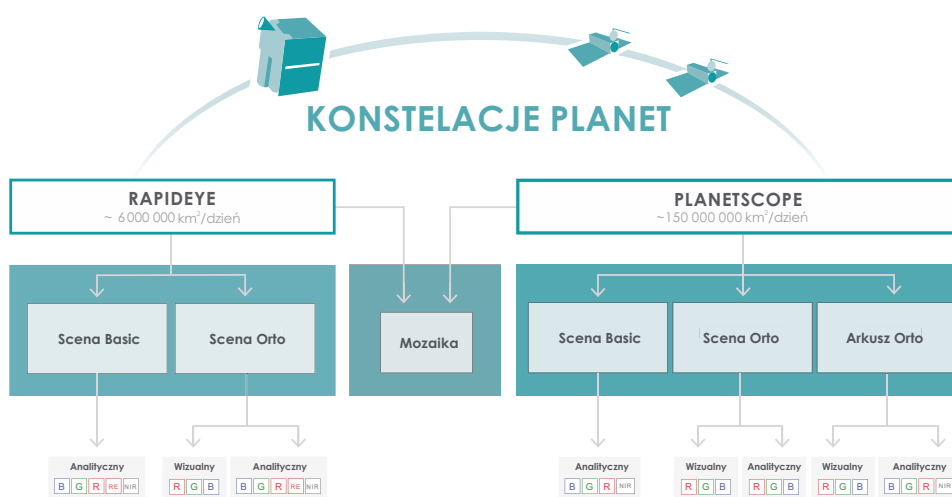 KONSTELACJE PLANET
RAPIDEYE
~ 6 000 000 km²/dzień
PLANETSCOPE
~150 000 000 km²/dzień
Scena Basic
Scena Orto
Mozaika
Scena Basic
Scena Orto
Arkusz Orto
Analityczny
B G R RE NIR
Wizualny
R G B
Analityczny
B G R RE NIR
Analityczny
B G R NIR
Wizualny
R G B
Analityczny
R G B
Wizualny
R G B
Analityczny
B G R NIR